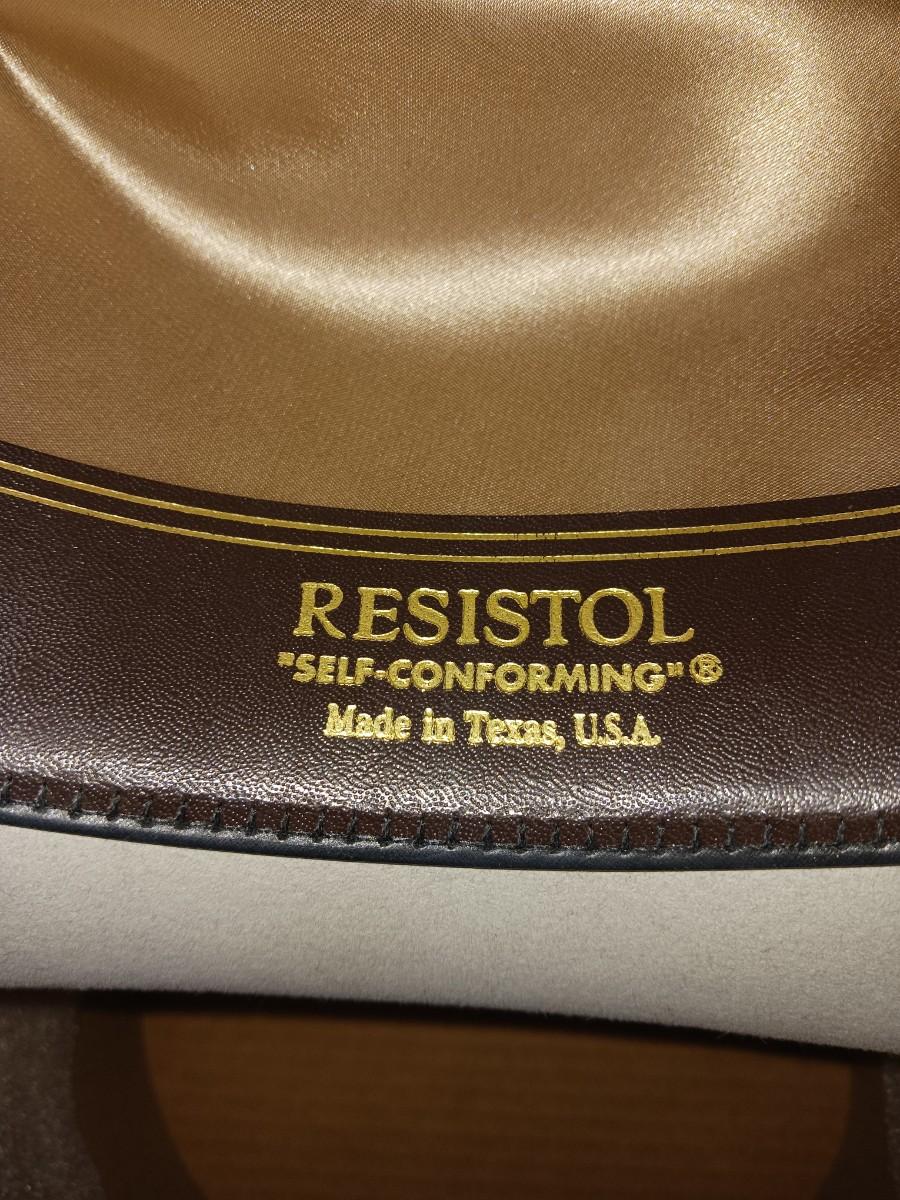 RESISTOL
"SELF-CONFORMING"®
Made in Texas, U.S.A.